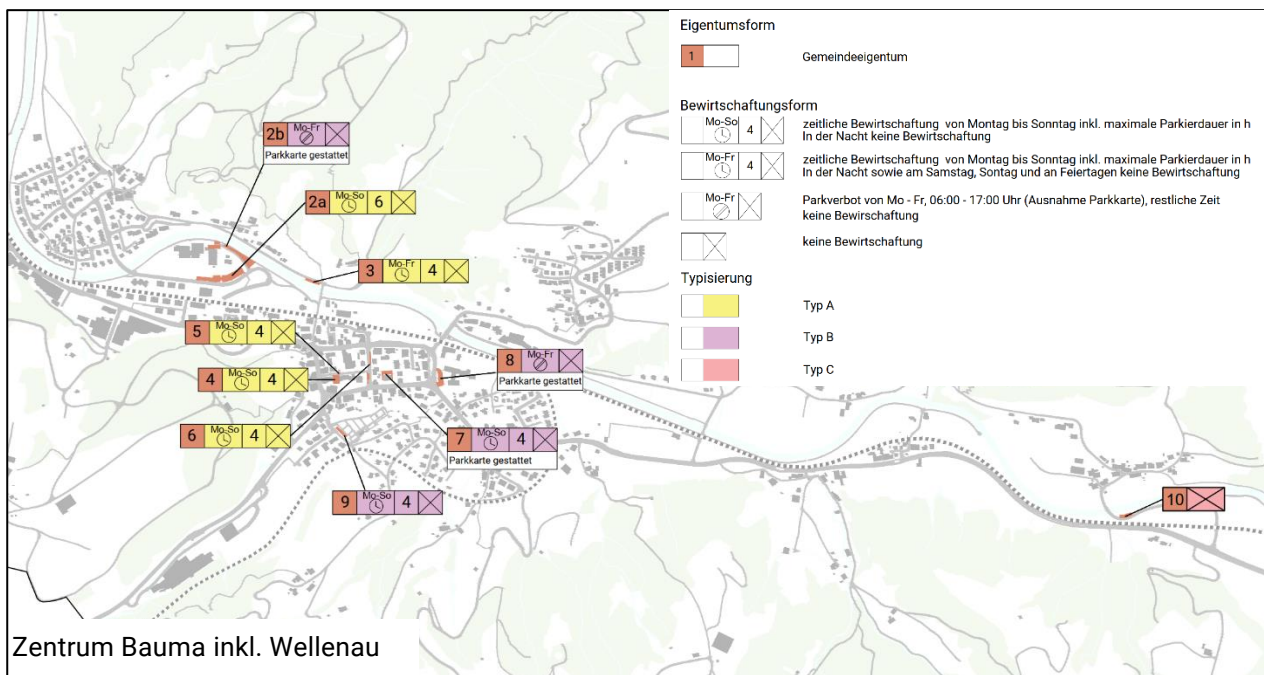 Eigentumsform
1 Gemeindeeigentum
Bewirtschaftungsform
Mo-So 4 zeitliche Bewirtschaftung von Montag bis Sonntag inkl. maximale Parkierdauer in h
In der Nacht keine Bewirtschaftung
Mo-Fr 4 zeitliche Bewirtschaftung von Montag bis Sonntag inkl. maximale Parkierdauer in h
In der Nacht sowie am Samstag, Sontag und an Feiertagen keine Bewirtschaftung
Mo-Fr Parkverbot von Mo - Fr, 06:00 - 17:00 Uhr (Ausnahme Parkkarte), restliche Zeit
keine Bewirschaftung
keine Bewirtschaftung
Typisierung
Typ A
Typ B
Typ C
2b Mo-Fr
Parkkarte gestattet
2a Mo-So 6
3 Mo-Fr 4
5 Mo-So 4
4 Mo-So 4
8 Mo-Fr
Parkkarte gestattet
6 Mo-So 4
7 Mo-So 4
Parkkarte gestattet
9 Mo-So 4
10
Zentrum Bauma inkl. Wellenau